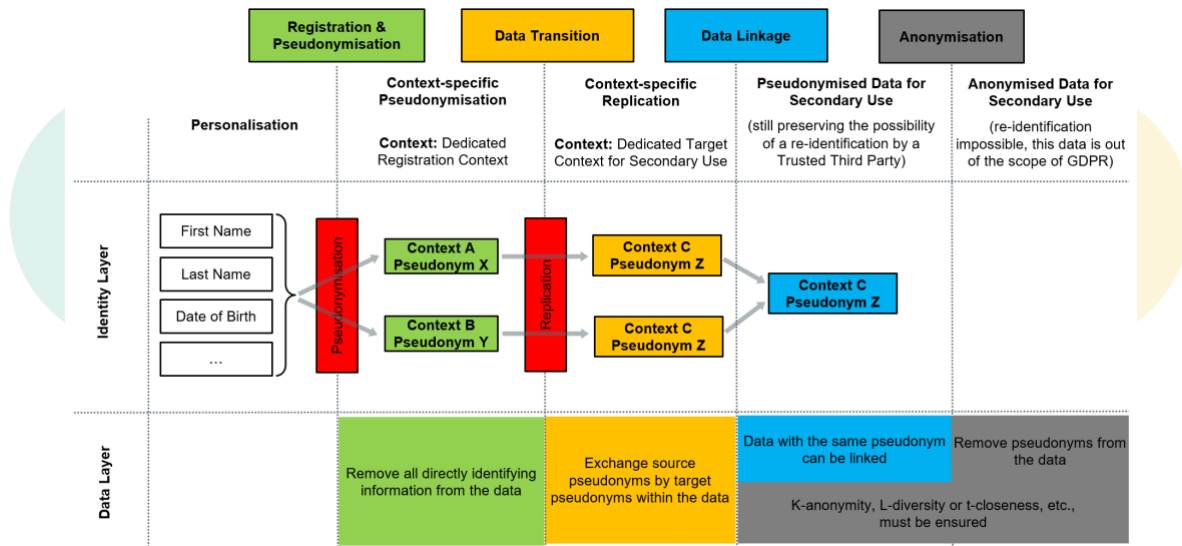 Registration &
Pseudonymisation
Data Transition
Data Linkage
Anonymisation
Personalisation
Context-specific
Pseudonymisation
Context: Dedicated
Registration Context
Context-specific
Replication
Context: Dedicated Target
Context for Secondary Use
Pseudonymised Data for
Secondary Use
(still preserving the possibility
of a re-identification by a
Trusted Third Party)
Anonymised Data for
Secondary Use
(re-identification
impossible, this data is out
of the scope of GDPR)
Identity Layer
First Name
Last Name
Date of Birth
...
Pseudonymisation
Context A
Pseudonym X
Context B
Pseudonym Y
Replication
Context C
Pseudonym Z
Context C
Pseudonym Z
Context C
Pseudonym Z
Data Layer
Remove all directly identifying
information from the data
Exchange source
pseudonyms by target
pseudonyms within the data
Data with the same pseudonym
can be linked
Remove pseudonyms from
the data
K-anonymity, L-diversity or t-closeness, etc.,
must be ensured